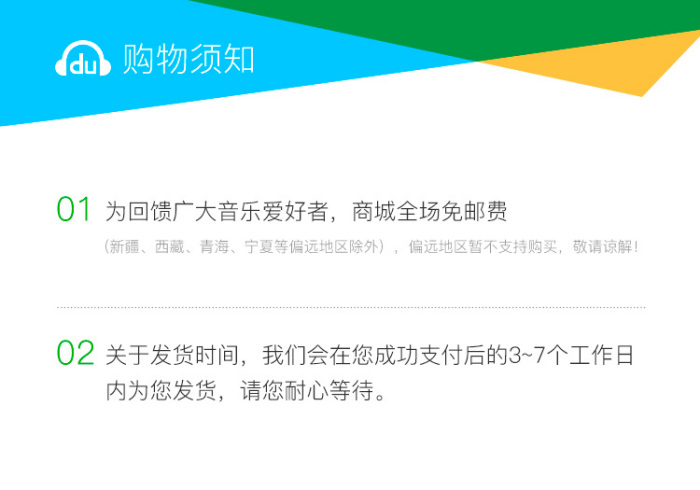 du 购物须知
01 为回馈广大音乐爱好者，商城全场免邮费
（新疆、西藏、青海、宁夏等偏远地区除外），偏远地区暂不支持购买，敬请谅解！
02 关于发货时间，我们会在您成功支付后的3~7个工作日
内为您发货，请您耐心等待。